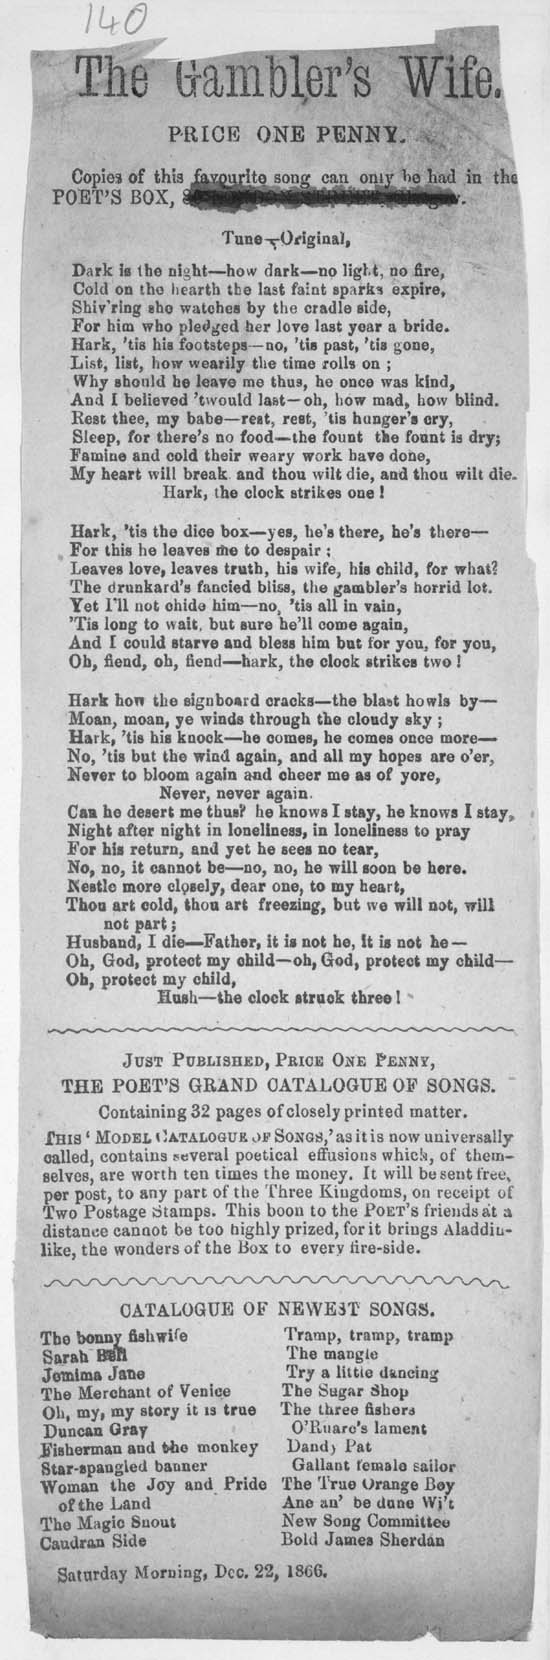 140
The Gambler's Wife.
PRICE ONE PENNY.
Copies of this favourite song can only be had in the
POET'S BOX,
Tune—Original,
Dark is the night—how dark—no light, no fire,
Cold on the hearth the last faint sparks expire,
Shiv'ring she watches by the cradle side,
For him who pledged her love last year a bride.
Hark, 'tis his footsteps—no, 'tis past, 'tis gone,
List, list, how wearily the time rolls on ;
Why should he leave me thus, he once was kind,
And I believed 'twould last—oh, how mad, how blind.
Rest thee, my babe—rest, rest, 'tis hunger's cry,
Sleep, for there's no food—the fount the fount is dry;
Famine and cold their weary work have done,
My heart will break and thou wilt die, and thou wilt die.
Hark, the clock strikes one !
Hark, 'tis the dice box—yes, he's there, he's there—
For this he leaves me to despair ;
Leaves love, leaves truth, his wife, his child, for what?
The drunkard's fancied bliss, the gambler's horrid lot.
Yet I'll not chide him—no, 'tis all in vain,
'Tis long to wait, but sure he'll come again,
And I could starve and bless him but for you, for you,
Oh, fiend, oh, fiend—hark, the clock strikes two !
Hark how the signboard cracks—the blast howls by—
Moan, moan, ye winds through the cloudy sky ;
Hark, 'tis his knock—he comes, he comes once more—
No, 'tis but the wind again, and all my hopes are o'er,
Never to bloom again and cheer me as of yore,
Never, never again.
Can he desert me thus? he knows I stay, he knows I stay,
Night after night in loneliness, in loneliness to pray
For his return, and yet he sees no tear,
No, no, it cannot be—no, no, he will soon be here.
Nestle more closely, dear one, to my heart,
Thou art cold, thou art freezing, but we will not, will
not part ;
Husband, I die—Father, it is not he, it is not he—
Oh, God, protect my child—oh, God, protect my child—
Oh, protect my child,
Hush—the clock struck three !
JUST PUBLISHED, PRICE ONE PENNY,
THE POET'S GRAND CATALOGUE OF SONGS.
Containing 32 pages of closely printed matter.
THIS ' MODEL CATALOGUE OF SONGS,' as it is now universally
called, contains several poetical effusions which, of them-
selves, are worth ten times the money. It will be sent free,
per post, to any part of the Three Kingdoms, on receipt of
Two Postage Stamps. This boon to the POET'S friends at a
distance cannot be too highly prized, for it brings Aladdin-
like, the wonders of the Box to every fire-side.
CATALOGUE OF NEWEST SONGS.
The bonny fishwife
Sarah Bell
Jemima Jane
The Merchant of Venice
Oh, my, my story it is true
Duncan Gray
Fisherman and the monkey
Star-spangled banner
Woman the Joy and Pride
of the Land
The Magic Snout
Caudran Side
Tramp, tramp, tramp
The mangle
Try a little dancing
The Sugar Shop
The three fishers
O'Ruarc's lament
Dandy Pat
Gallant female sailor
The True Orange Boy
Ane an' be dune Wi't
New Song Committee
Bold James Sherdan
Saturday Morning, Dec. 22, 1866.